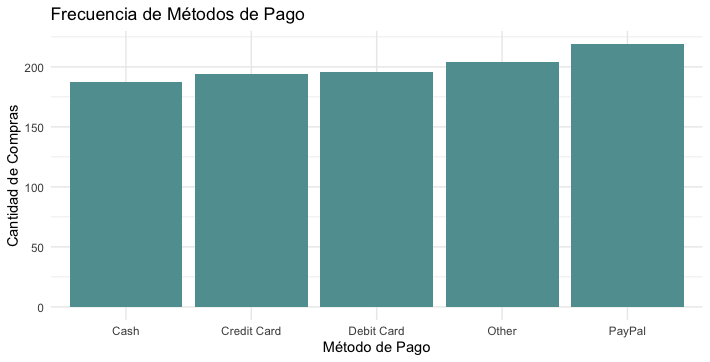 Frecuencia de Métodos de Pago
Cantidad de Compras
200
150
100
50
0
Cash Credit Card Debit Card Other PayPal
Método de Pago